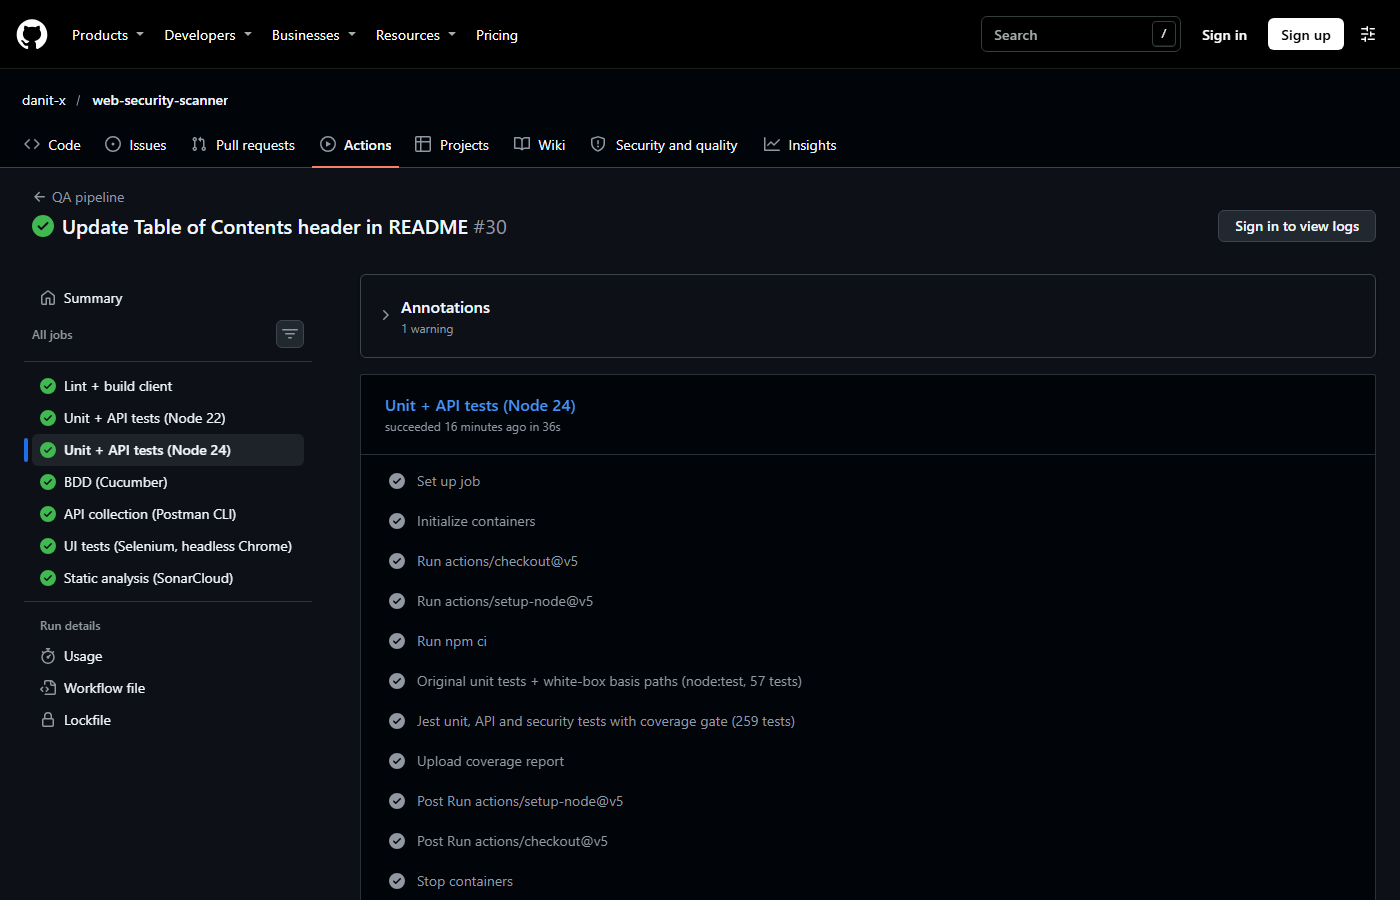 Products Developers Businesses Resources Pricing Search / Sign in Sign up
danit-x / web-security-scanner
Code Issues Pull requests Actions Projects Wiki Security and quality Insights
QA pipeline
Update Table of Contents header in README #30
Sign in to view logs
Summary
All jobs
Lint + build client
Unit + API tests (Node 22)
Unit + API tests (Node 24)
BDD (Cucumber)
API collection (Postman CLI)
UI tests (Selenium, headless Chrome)
Static analysis (SonarCloud)
Run details
Usage
Workflow file
Lockfile
Annotations
1 warning
Unit + API tests (Node 24)
succeeded 16 minutes ago in 36s
Set up job
Initialize containers
Run actions/checkout@v5
Run actions/setup-node@v5
Run npm ci
Original unit tests + white-box basis paths (node:test, 57 tests)
Jest unit, API and security tests with coverage gate (259 tests)
Upload coverage report
Post Run actions/setup-node@v5
Post Run actions/checkout@v5
Stop containers